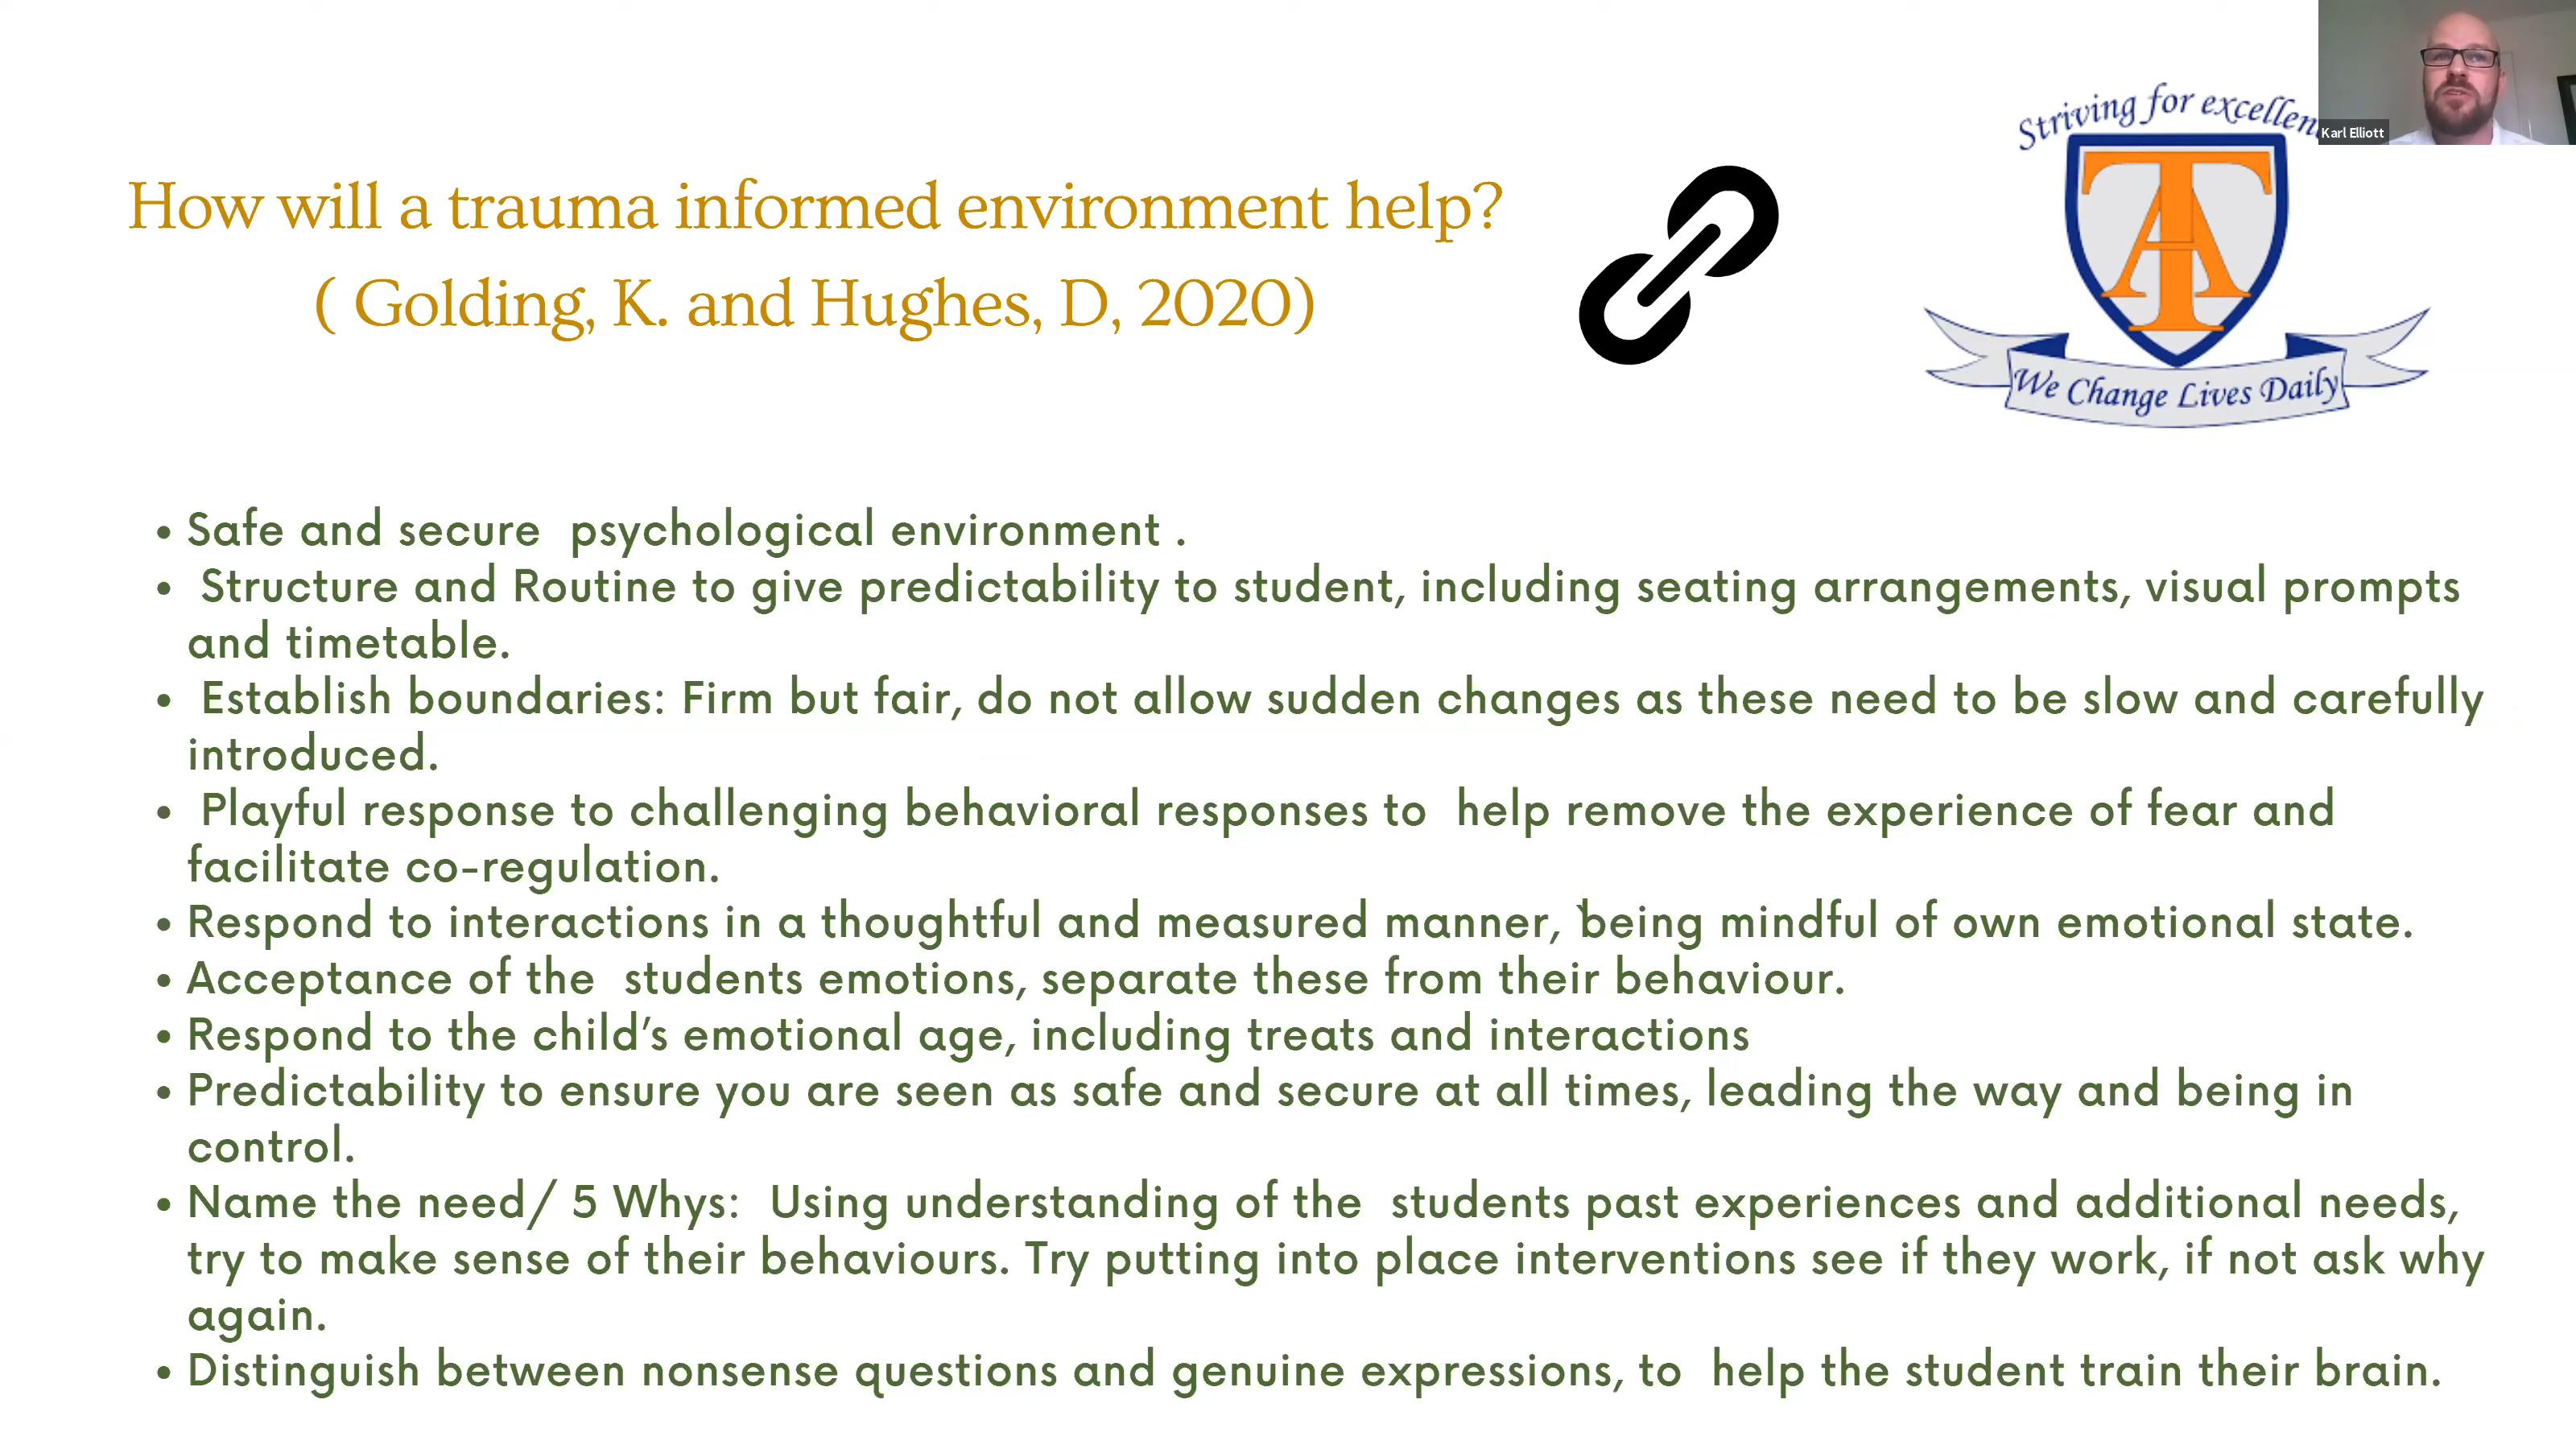 Striving for excellen
Karl Elliott
How will a trauma informed environment help?
( Golding, K. and Hughes, D, 2020)
TA
We Change Lives Daily
• Safe and secure  psychological environment .
•  Structure and Routine to give predictability to student, including seating arrangements, visual prompts
and timetable.
•  Establish boundaries: Firm but fair, do not allow sudden changes as these need to be slow and carefully
introduced.
•  Playful response to challenging behavioral responses to  help remove the experience of fear and
facilitate co-regulation.
• Respond to interactions in a thoughtful and measured manner, being mindful of own emotional state.
• Acceptance of the  students emotions, separate these from their behaviour.
• Respond to the child’s emotional age, including treats and interactions
• Predictability to ensure you are seen as safe and secure at all times, leading the way and being in
control.
• Name the need/ 5 Whys:  Using understanding of the  students past experiences and additional needs,
try to make sense of their behaviours. Try putting into place interventions see if they work, if not ask why
again.
• Distinguish between nonsense questions and genuine expressions, to  help the student train their brain.